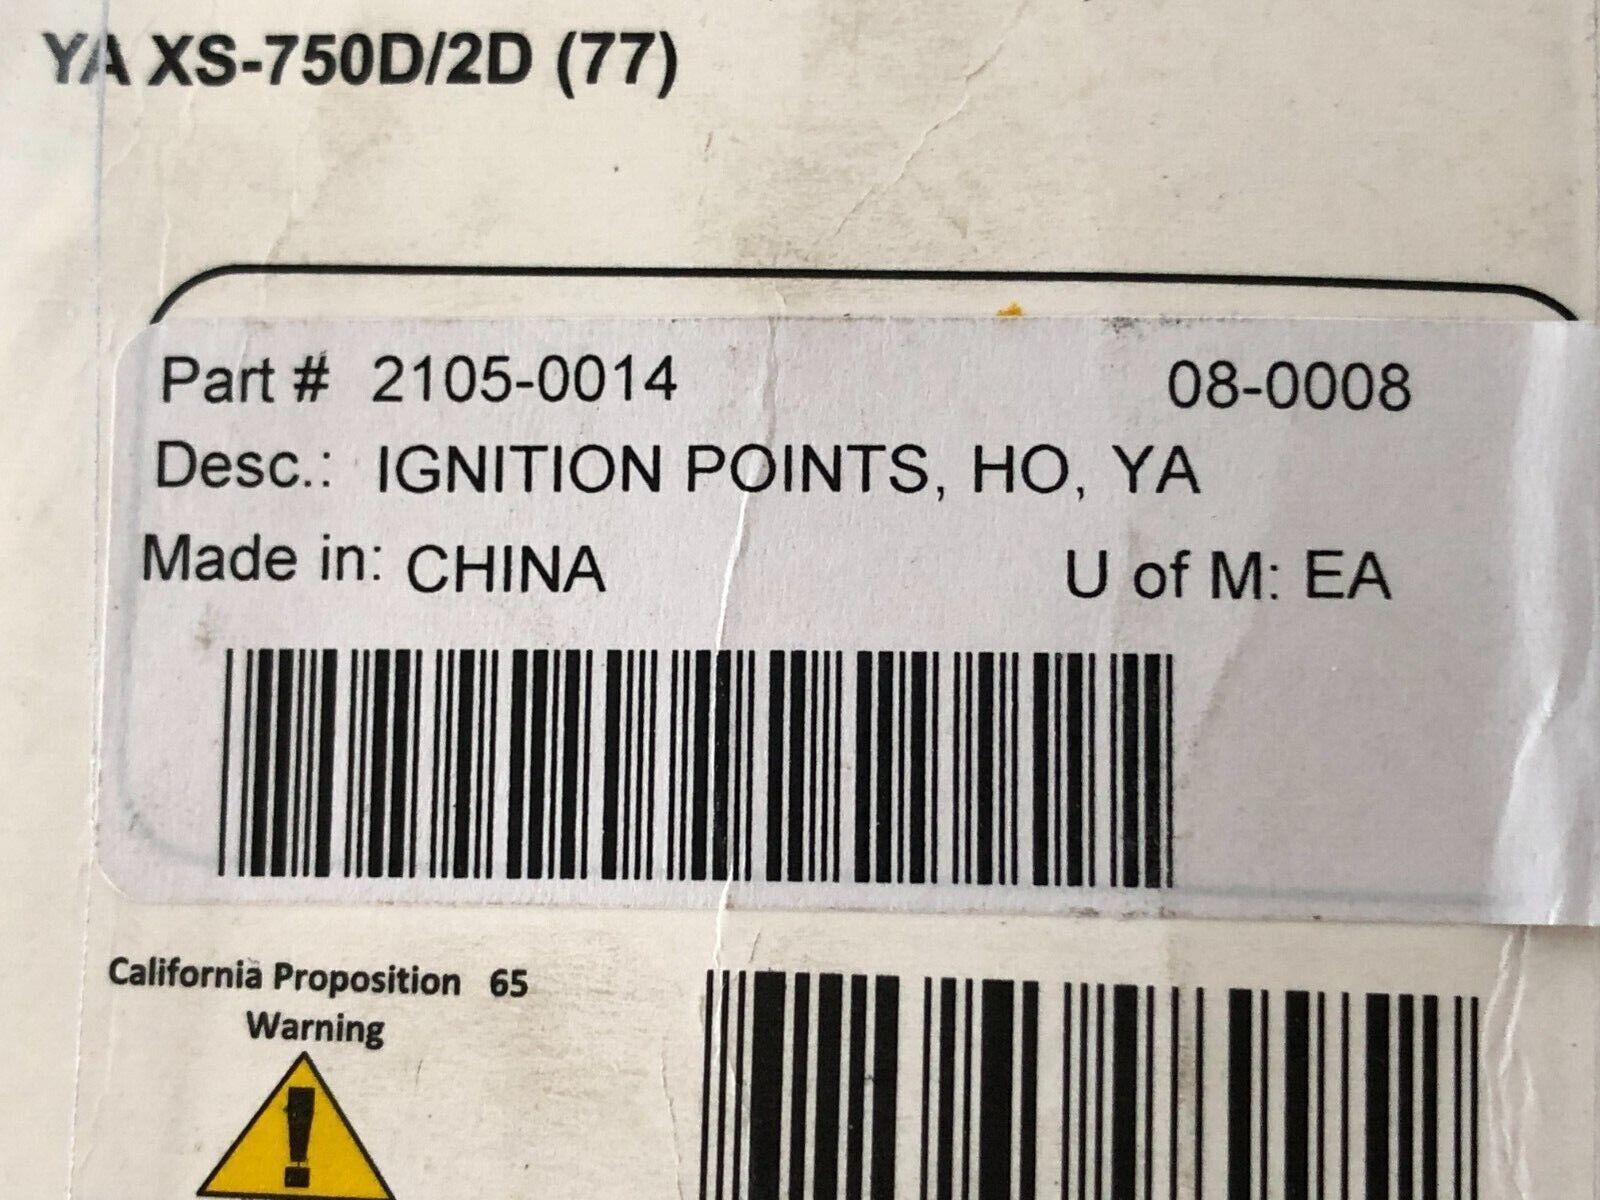 YA XS-750D/2D (77)
Part # 2105-0014 08-0008
Desc.: IGNITION POINTS, HO, YA
Made in: CHINA U of M: EA
California Proposition 65
Warning
!